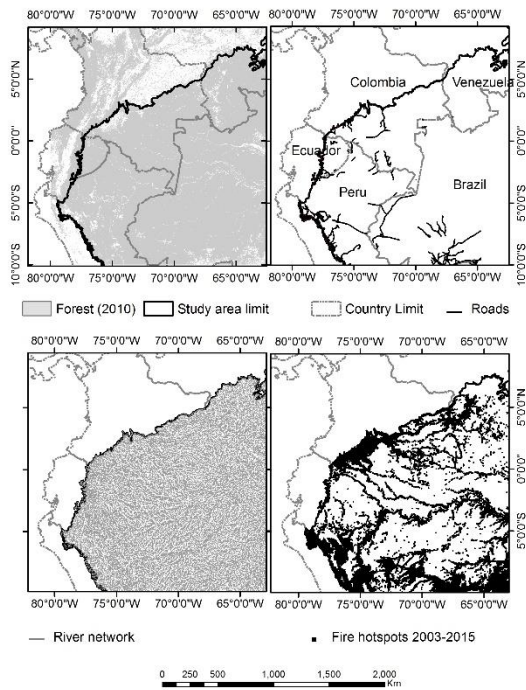 80°0'0"W 75°0'0"W 70°0'0"W 65°0'0"W 80°0'0"W 75°0'0"W 70°0'0"W 65°0'0"W
5°0'0"N
0°0'0"
5°0'0"S
10°0'0"S
Colombia
Venezuela
Ecuador
Peru
Brazil
5°0'0"N
0°0'0"
5°0'0"S
10°0'0"S
80°0'0"W 75°0'0"W 70°0'0"W 65°0'0"W 80°0'0"W 75°0'0"W 70°0'0"W 65°0'0"W
Forest (2010) Study area limit Country Limit Roads
80°0'0"W 75°0'0"W 70°0'0"W 65°0'0"W 80°0'0"W 75°0'0"W 70°0'0"W 65°0'0"W
5°0'0"N
0°0'0"
5°0'0"S
80°0'0"W 75°0'0"W 70°0'0"W 65°0'0"W 80°0'0"W 75°0'0"W 70°0'0"W 65°0'0"W
River network Fire hotspots 2003-2015
0 250 500 1,000 1,500 2,000
Km